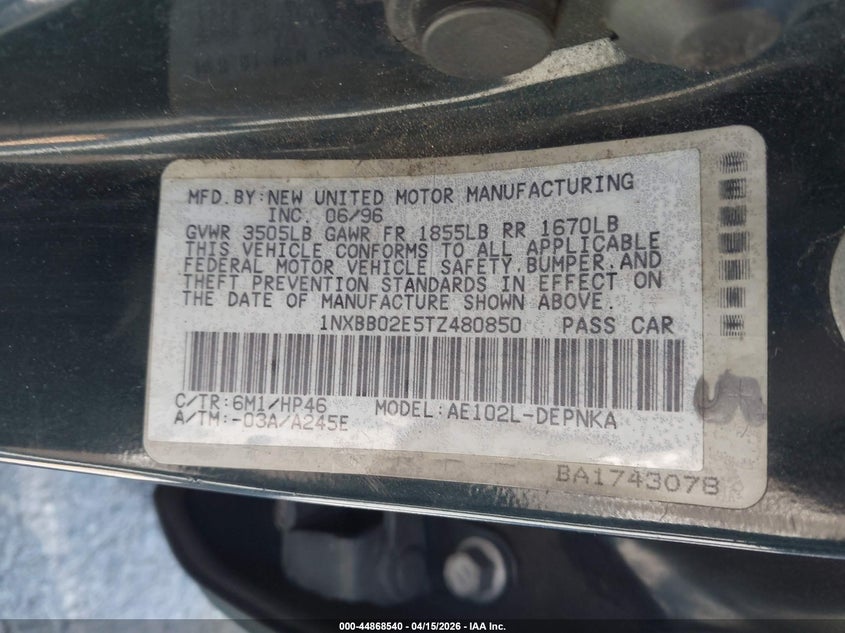 MFD.BY:NEW UNITED MOTOR MANUFACTURING
INC. 06/96
GVWR 3505LB GAWR FR 1855LB RR 1670LB
THIS VEHICLE CONFORMS TO ALL APPLICABLE
FEDERAL MOTOR VEHICLE SAFETY,BUMPER,AND
THEFT PREVENTION STANDARDS IN EFFECT ON
THE DATE OF MANUFACTURE SHOWN ABOVE.
1NXBB02E5TZ480850 PASS CAR
C/TR:6M1/HP46 MODEL:AE102L-DEPNKA
A/TM:-03A/A245E
BA1743078
000-44868540 - 04/15/2026 - IAA Inc.